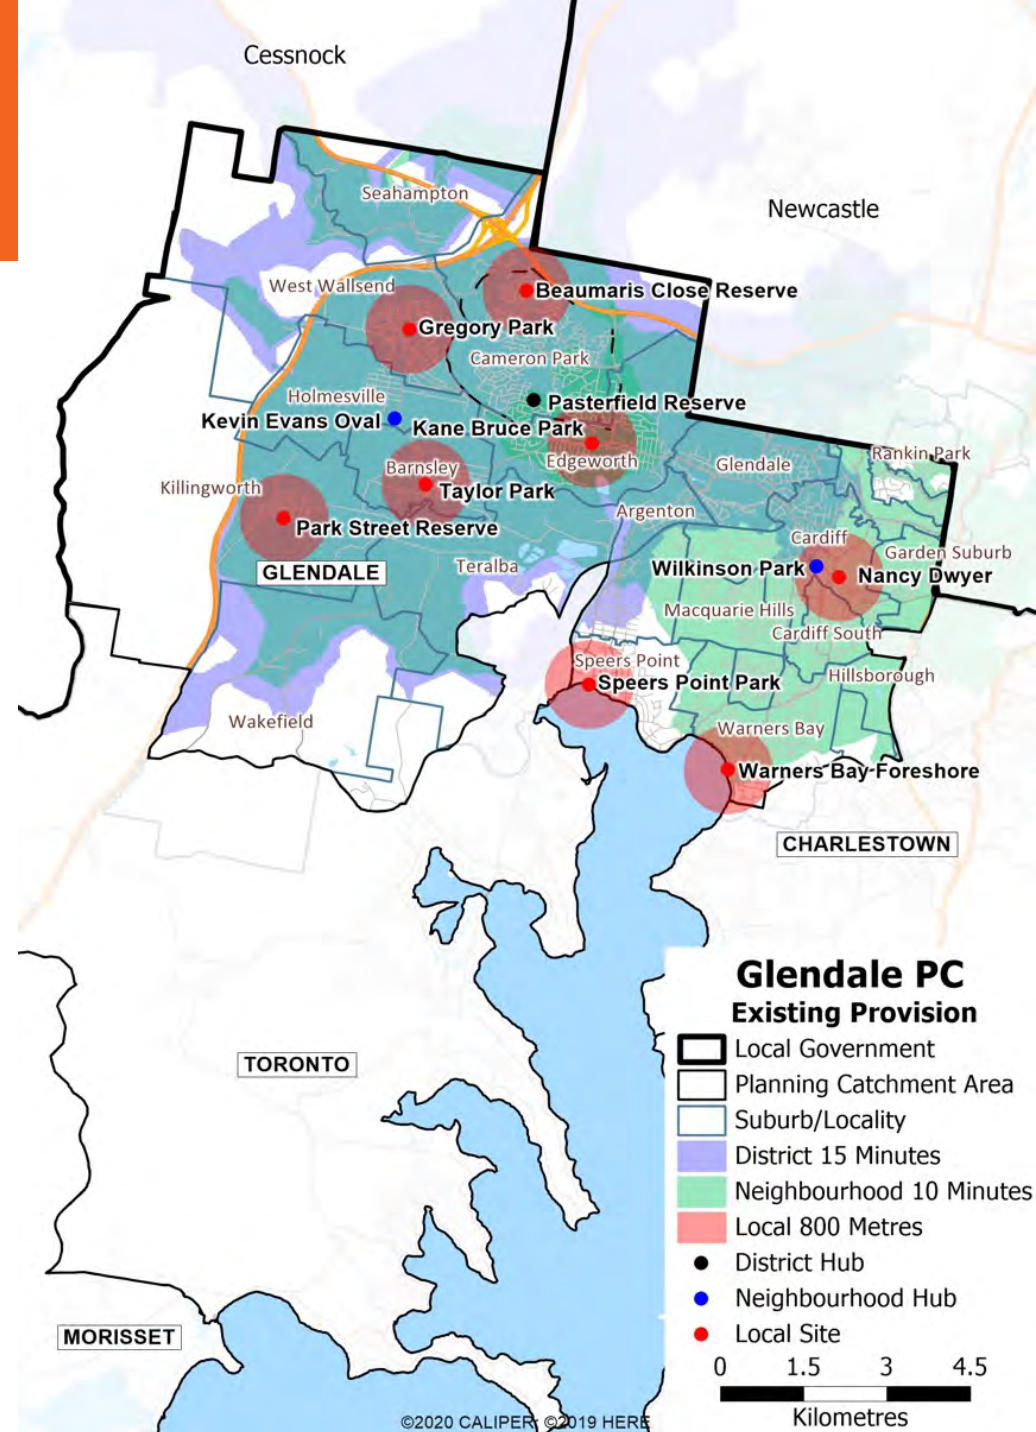 Cessnock
Newcastle
Seahampton
West Wallsend
Beaumaris Close Reserve
Gregory Park
Cameron Park
Holmesville
Pasterfield Reserve
Kevin Evans Oval
Kane Bruce Park
Rankin Park
Edgeworth
Glendale
Barnsley
Killingworth
Taylor Park
Argenton
Park Street Reserve
Cardiff
Garden Suburb
Teralba
Wilkinson Park
GLENDALE
Nancy Dwyer
Macquarie Hills
Cardiff South
Speers Point
Hillsborough
Speers Point Park
Wakefield
Warners Bay
Warners Bay Foreshore
CHARLESTOWN
Glendale PC
Existing Provision
Local Government
TORONTO
Planning Catchment Area
Suburb/Locality
District 15 Minutes
Neighbourhood 10 Minutes
Local 800 Metres
District Hub
Neighbourhood Hub
MORISSET
Local Site
0 1.5 3 4.5
Kilometres
©2020 CALIPER; ©2019 HERE